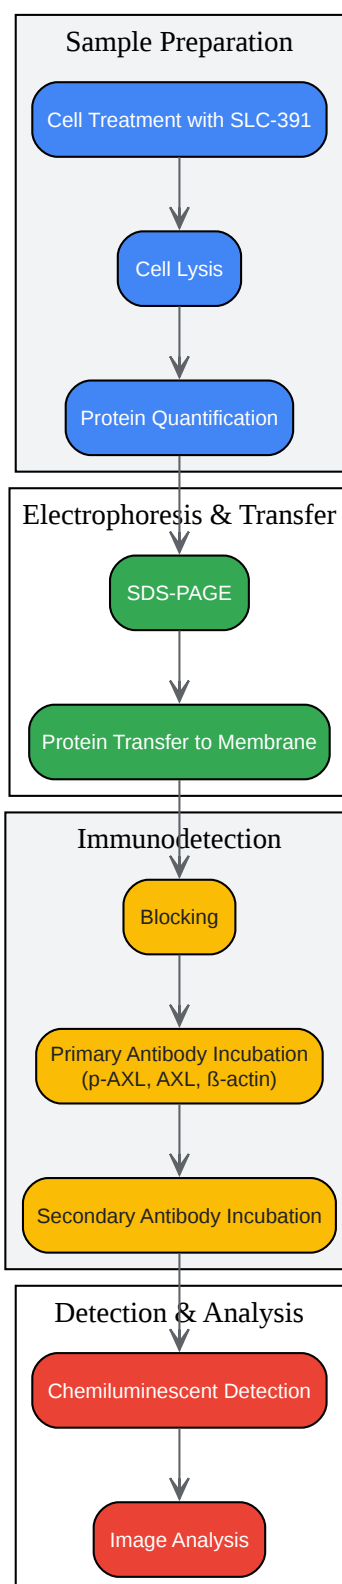 Sample Preparation
Cell Treatment with SLC-391
Cell Lysis
Protein Quantification
Electrophoresis & Transfer
SDS-PAGE
Protein Transfer to Membrane
Immunodetection
Blocking
Primary Antibody Incubation
(p-AXL, AXL, ß-actin)
Secondary Antibody Incubation
Detection & Analysis
Chemiluminescent Detection
Image Analysis